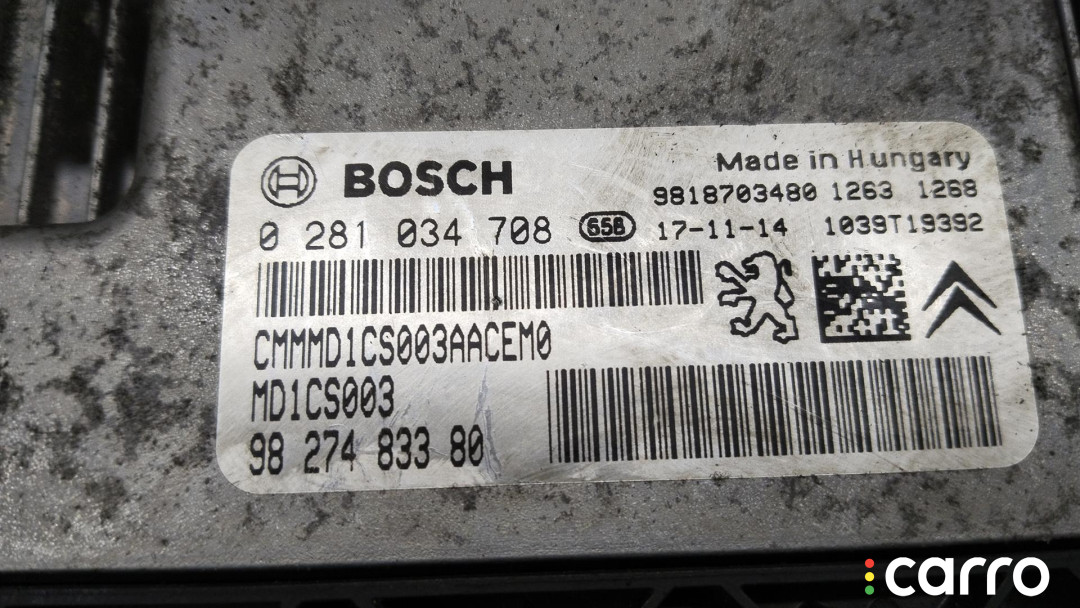 BOSCH
Made in Hungary
9818703480 1263 1268
0 281 034 708 65B 17-11-14 1039T19392
CMMMD1CS003AACEM0
MD1CS003
98 274 833 80
carro